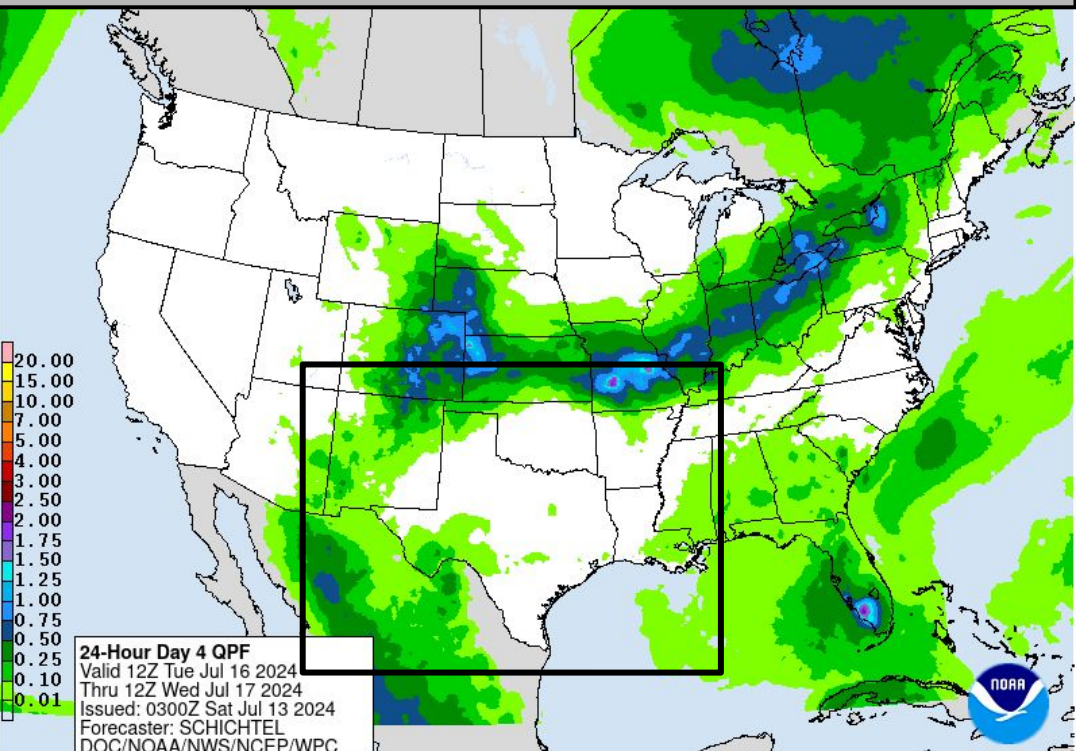 20.00
15.00
10.00
7.00
5.00
4.00
3.00
2.50
2.00
1.75
1.50
1.25
1.00
0.75
0.50
0.25
0.10
0.01
24-Hour Day 4 QPF
Valid 12Z Tue Jul 16 2024
Thru 12Z Wed Jul 17 2024
Issued: 0300Z Sat Jul 13 2024
Forecaster: SCHICHTEL
DOC/NOAA/NWS/NCEP/WPC
NOAA